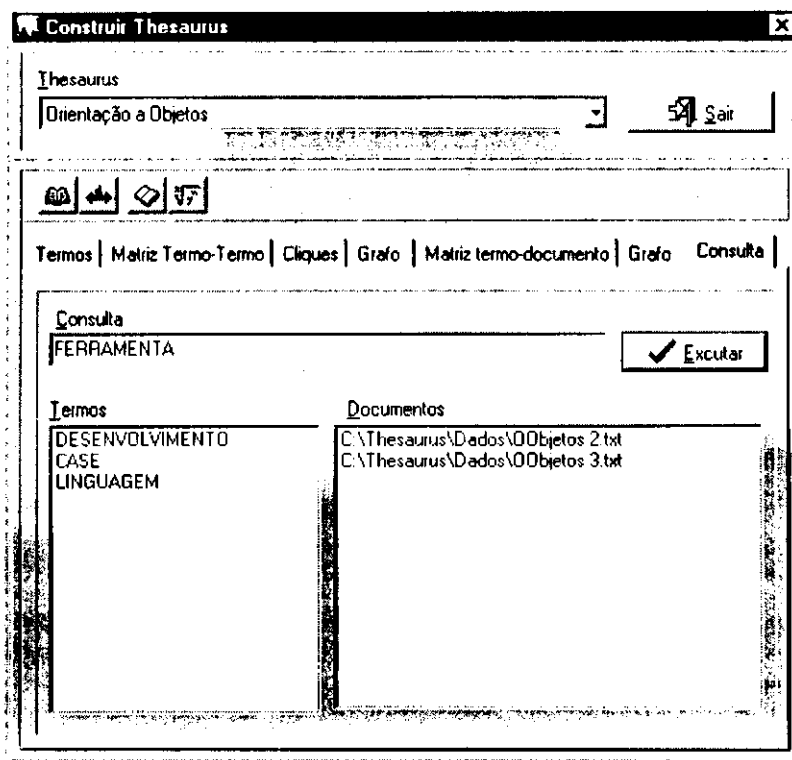 Construir Thesaurus
Thesaurus
Orientação a Objetos
Sair
Termos | Matriz Termo-Termo | Cliques | Grafo | Matriz termo-documento | Grafo Consulta
Consulta
FERRAMENTA
Excutar
Termos Documentos
DESENVOLVIMENTO C:\Thesaurus\Dados\OObjetos 2.txt
CASE C:\Thesaurus\Dados\OObjetos 3.txt
LINGUAGEM